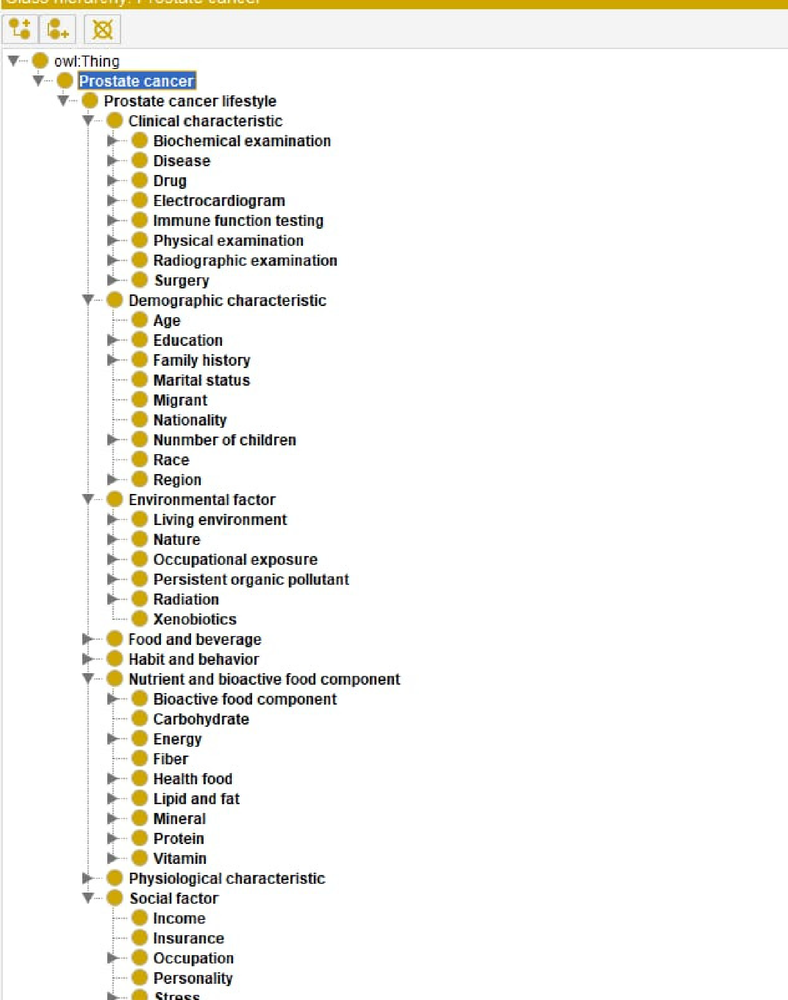 Class hierarchy: Prostate cancer
owl:Thing
Prostate cancer
Prostate cancer lifestyle
Clinical characteristic
Biochemical examination
Disease
Drug
Electrocardiogram
Immune function testing
Physical examination
Radiographic examination
Surgery
Demographic characteristic
Age
Education
Family history
Marital status
Migrant
Nationality
Nunmber of children
Race
Region
Environmental factor
Living environment
Nature
Occupational exposure
Persistent organic pollutant
Radiation
Xenobiotics
Food and beverage
Habit and behavior
Nutrient and bioactive food component
Bioactive food component
Carbohydrate
Energy
Fiber
Health food
Lipid and fat
Mineral
Protein
Vitamin
Physiological characteristic
Social factor
Income
Insurance
Occupation
Personality
Stress